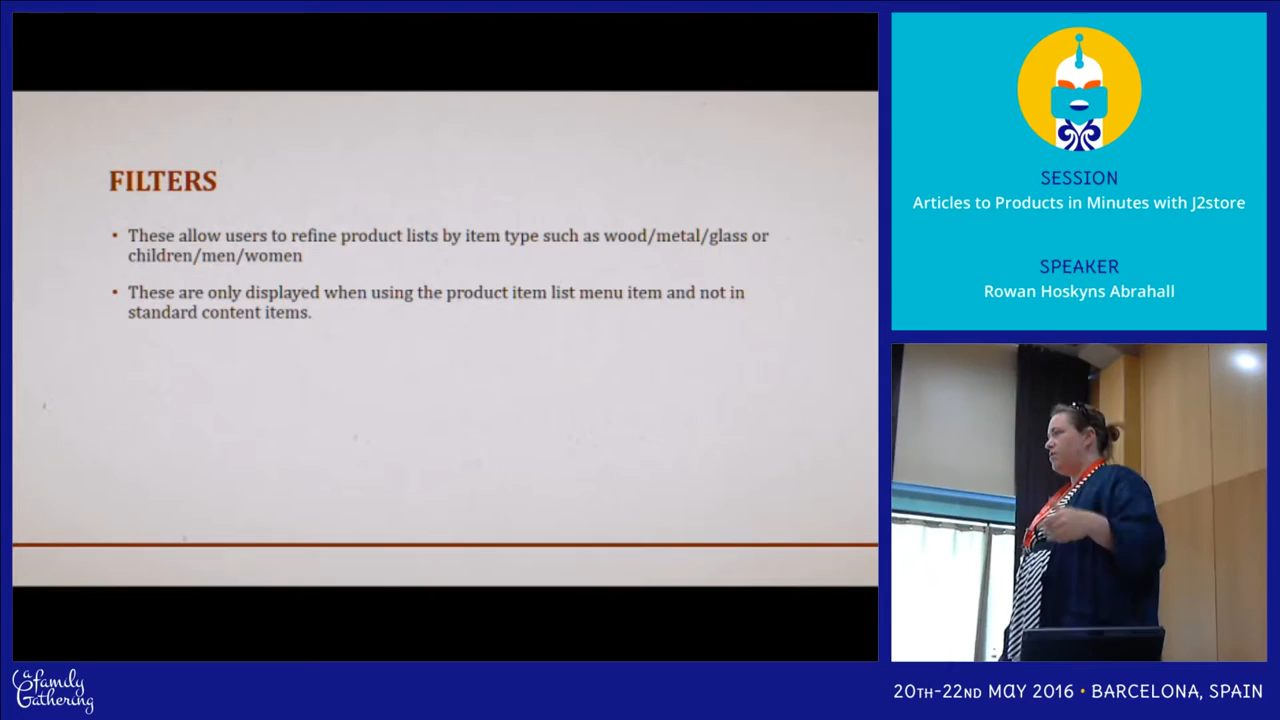 FILTERS
• These allow users to refine product lists by item type such as wood/metal/glass or
children/men/women
• These are only displayed when using the product item list menu item and not in
standard content items.
SESSION
Articles to Products in Minutes with J2store
SPEAKER
Rowan Hoskyns Abrahall
a family
Gathering
20TH-22ND MAY 2016 • BARCELONA, SPAIN